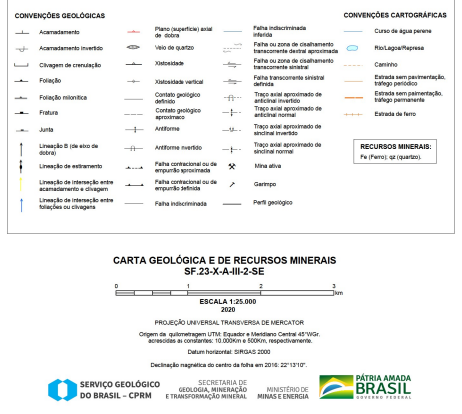 CONVENÇÕES GEOLÓGICAS
Acamadamento
Acamadamento invertido
Clivagem de crenulação
Foliação
Foliação milonítica
Fratura
Junta
Lineação B (de eixo de
dobra)
Lineação de estiramento
Lineação de interseção entre
acamadamento e clivagem
Lineação de interseção entre
foliações ou clivagens
Plano (superfície) axial
de dobra
Veio de quartzo
Xistosidade
Xistosidade vertical
Contato geológico
definido
Contato geológico
aproximado
Antiforme
Antiforme nvertido
Falha contracional ou de
empurrão aproximada
Falha contracional ou de
empurrão definida
Falha indiscriminada
Falha indiscriminada
inferida
Falha ou zona de cisalhamento
transcorrente dextral aproximada
Falha ou zona de cisalhamento
transcorrente sinistral
Falha transcorrente sinistral
definida
Traço axial aproximado de
anticlinal invertido
Traço axial aproximado de
anticlinal normal
Traço axial aproximado de
sinclinal invertido
Traço axial aproximado de
sinclinal normal
Mina ativa
Garimpo
Perfil geológico
CONVENÇÕES CARTOGRÁFICAS
Curso de água perene
Rio/Lagoa/Represa
Caminho
Estrada sem pavimentação,
tráfego periódico
Estrada sem paimentação,
tráfego permanente
Estrada de ferro
RECURSOS MINERAIS:
Fe (Ferro); qz (quartzo).
CARTA GEOLÓGICA E DE RECURSOS MINERAIS
SF.23-X-A-III-2-SE
0 1 2 3
km
ESCALA 1:25.000
2020
PROJEÇÃO UNIVERSAL TRANSVERSA DE MERCATOR
Origem da quilometragem UTM: Equador e Meridiano Central 45°WGr.
acrescidas as constantes: 10.000Km e 500Km, respectivamente.
Datum horizontal: SIRGAS 2000
Declinação magnética do centro da folha em 2016: 22°13'10".
SERVIÇO GEOLÓGICO
DO BRASIL – CPRM
SECRETARIA DE
GEOLOGIA, MINERAÇÃO
E TRANSFORMAÇÃO MINERAL
MINISTÉRIO DE
MINAS E ENERGIA
PÁTRIA AMADA
BRASIL
GOVERNO FEDERAL